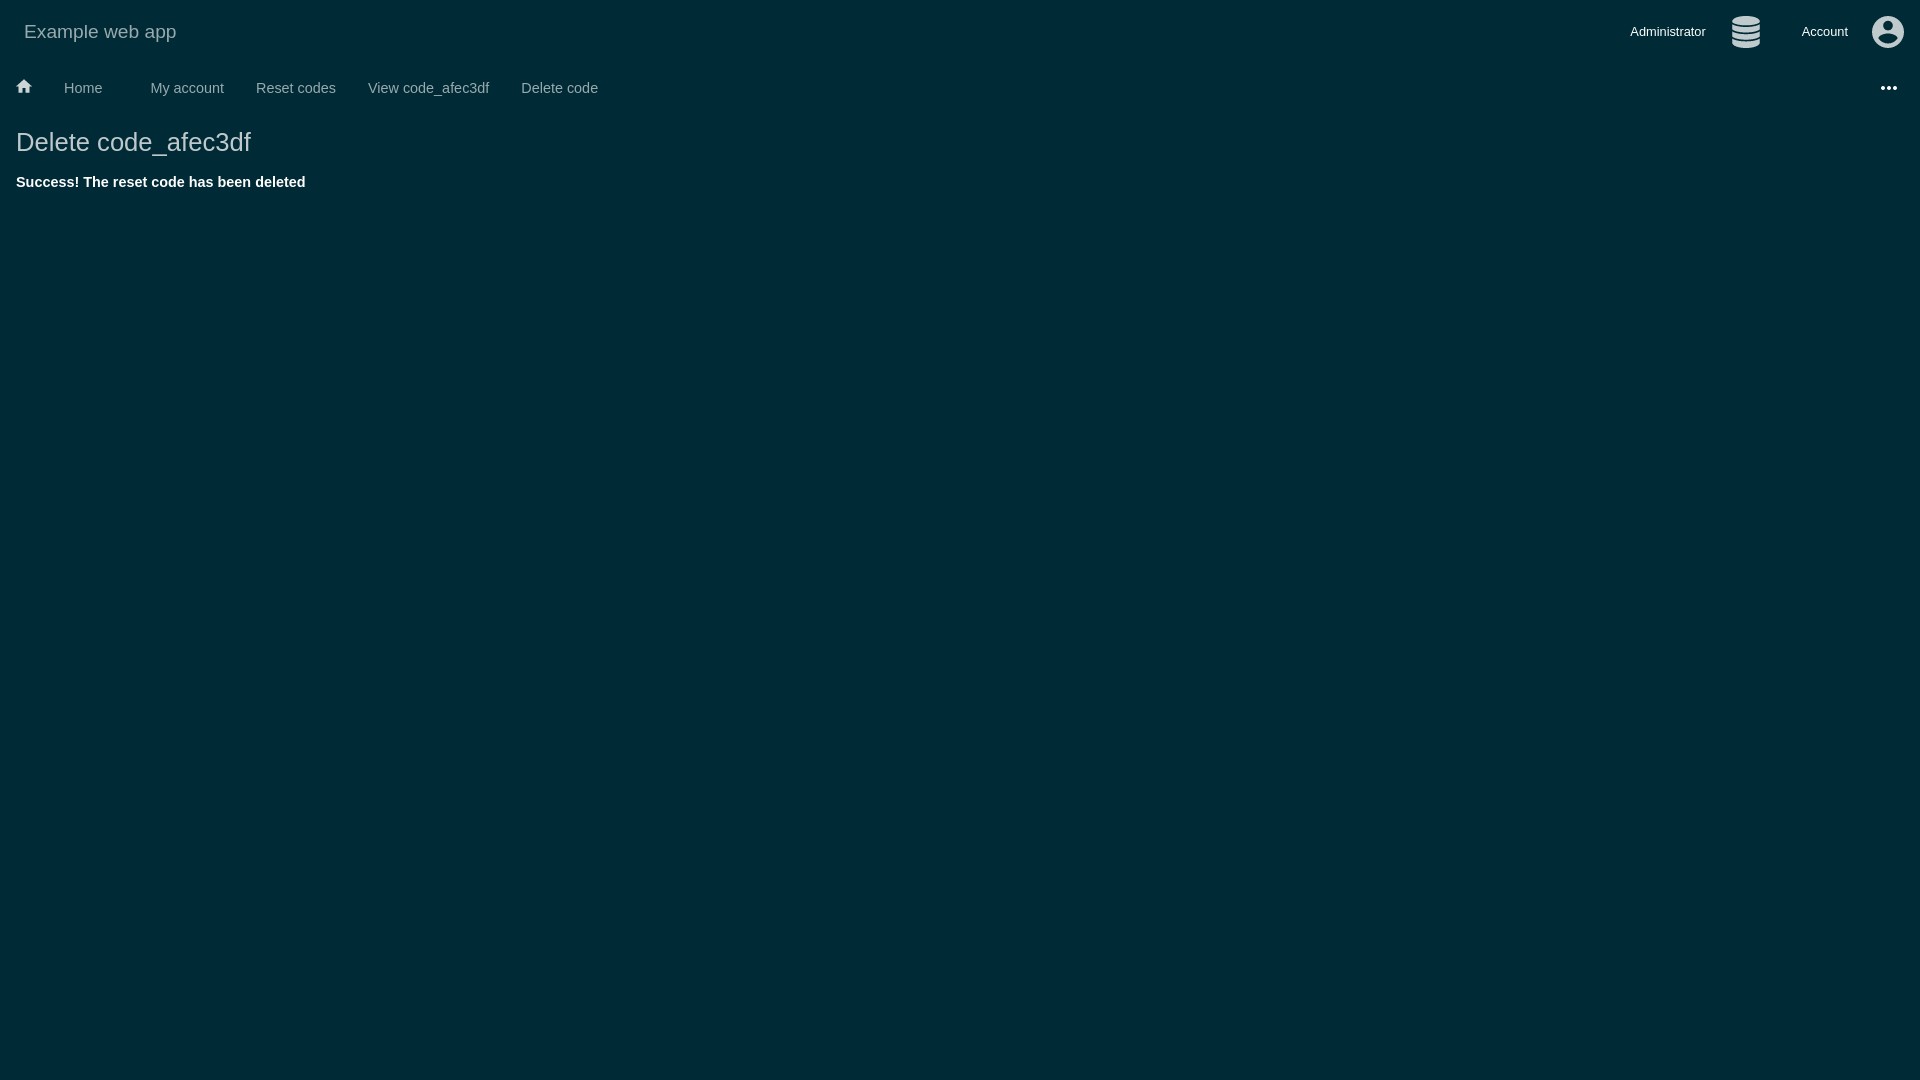 Example web app
Administrator
Account
Home
My account
Reset codes
View code_afec3df
Delete code
Delete code_afec3df
Success! The reset code has been deleted